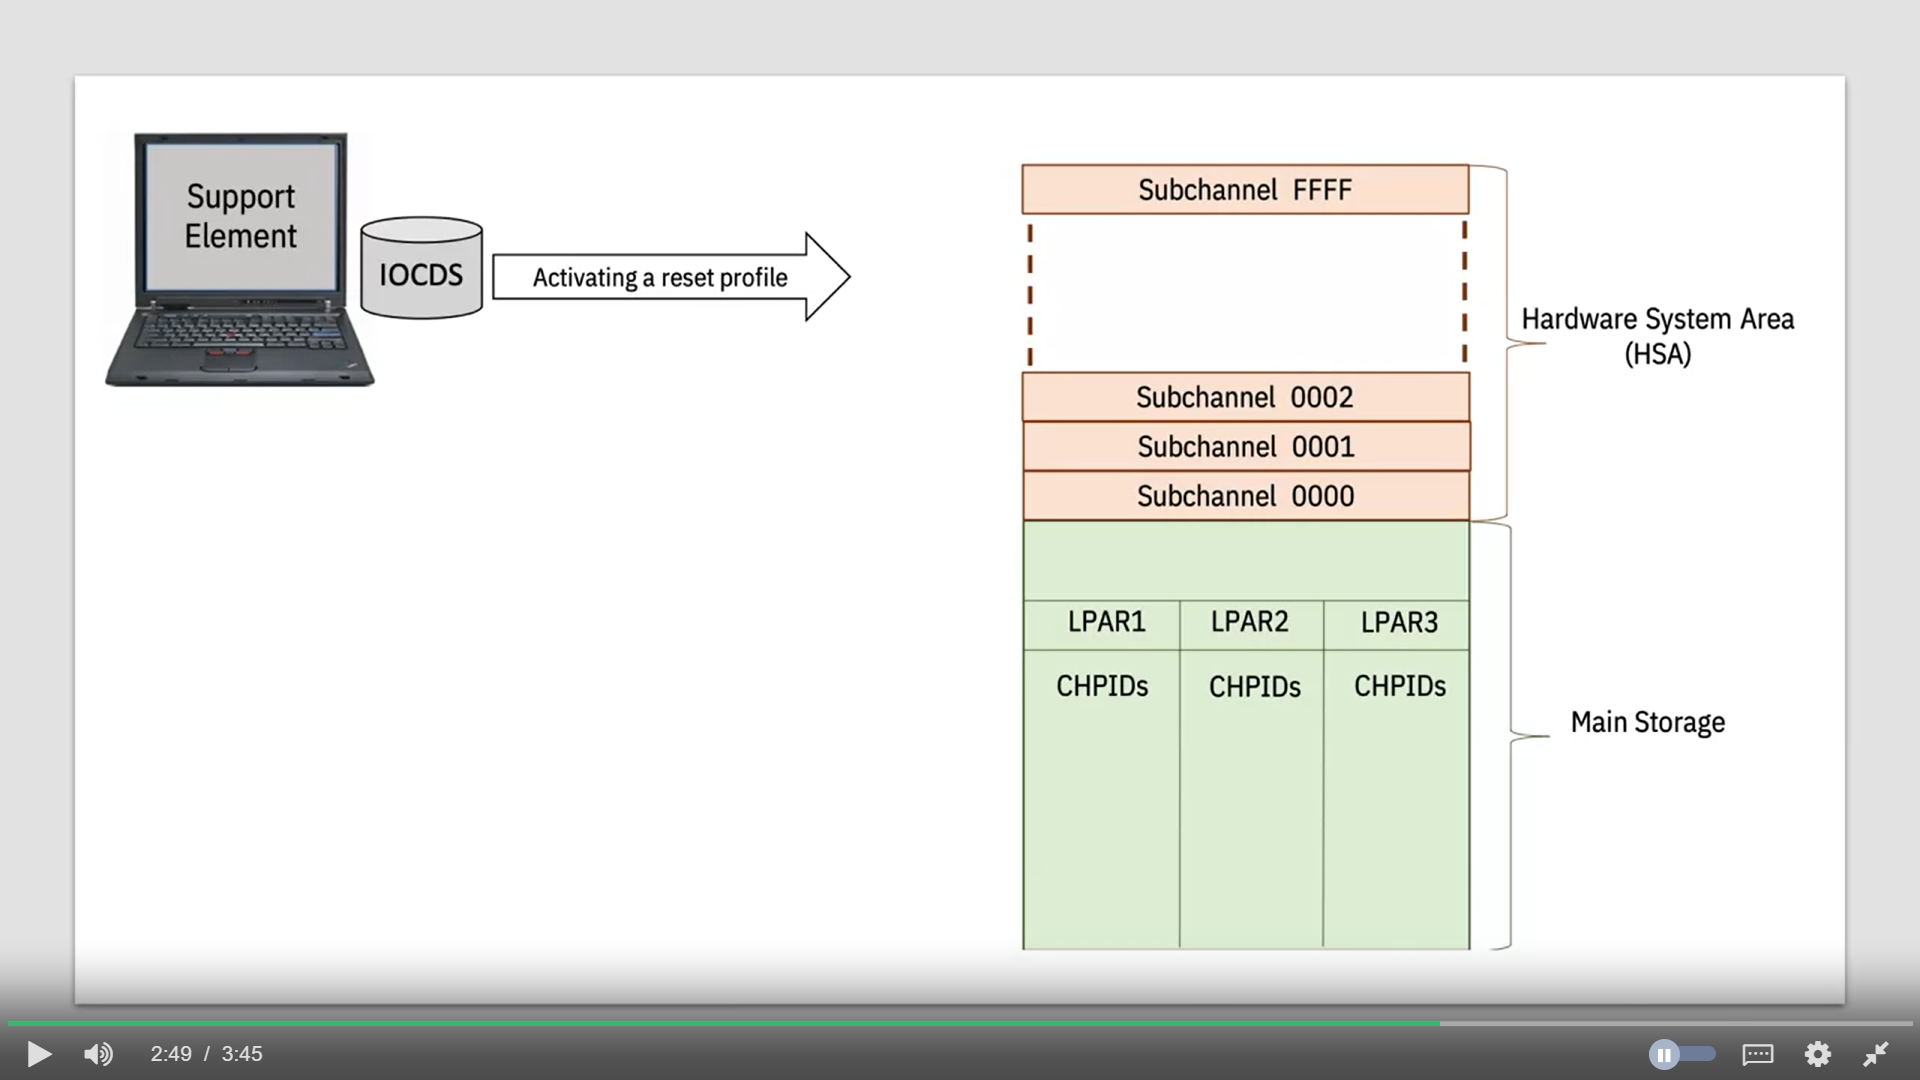 Support
Element
IOCDS
Activating a reset profile
Subchannel FFFF
Hardware System Area
(HSA)
Subchannel 0002
Subchannel 0001
Subchannel 0000
LPAR1
LPAR2
LPAR3
CHPIDs
CHPIDs
CHPIDs
Main Storage
2:49 / 3:45